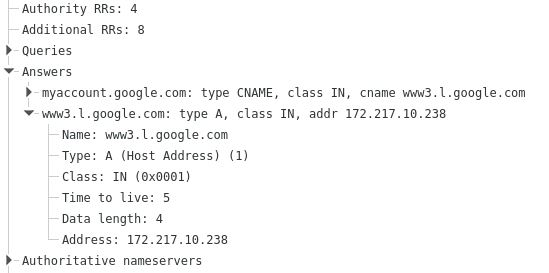 Authority RRs: 4
Additional RRs: 8
Queries
Answers
myaccount.google.com: type CNAME, class IN, cname www3.l.google.com
www3.l.google.com: type A, class IN, addr 172.217.10.238
Name: www3.l.google.com
Type: A (Host Address) (1)
Class: IN (0x0001)
Time to live: 5
Data length: 4
Address: 172.217.10.238
Authoritative nameservers